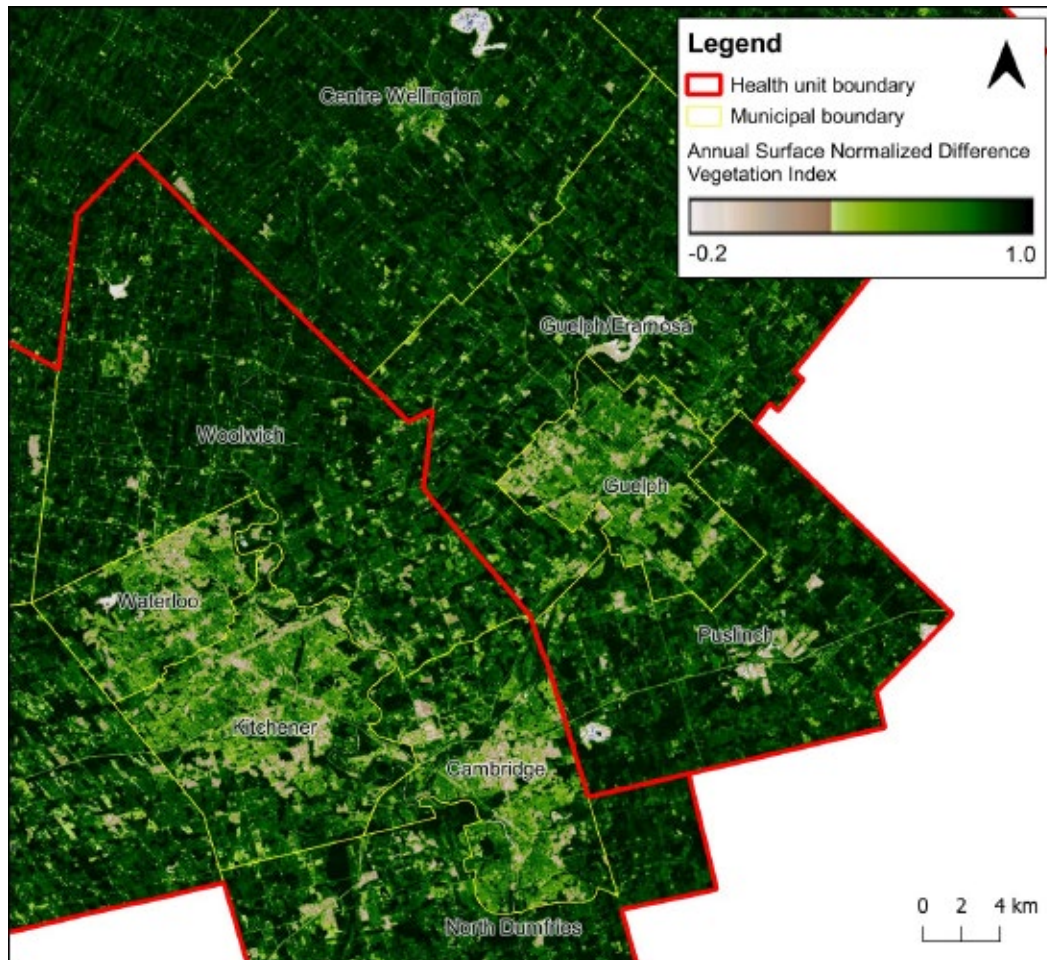 Legend
Health unit boundary
Municipal boundary
Annual Surface Normalized Difference
Vegetation Index
-0.2 1.0
Centre Wellington
Guelph/Eramosa
Woolwich
Guelph
Waterloo
Puslinch
Kitchener
Cambridge
North Dumfries
0 2 4 km